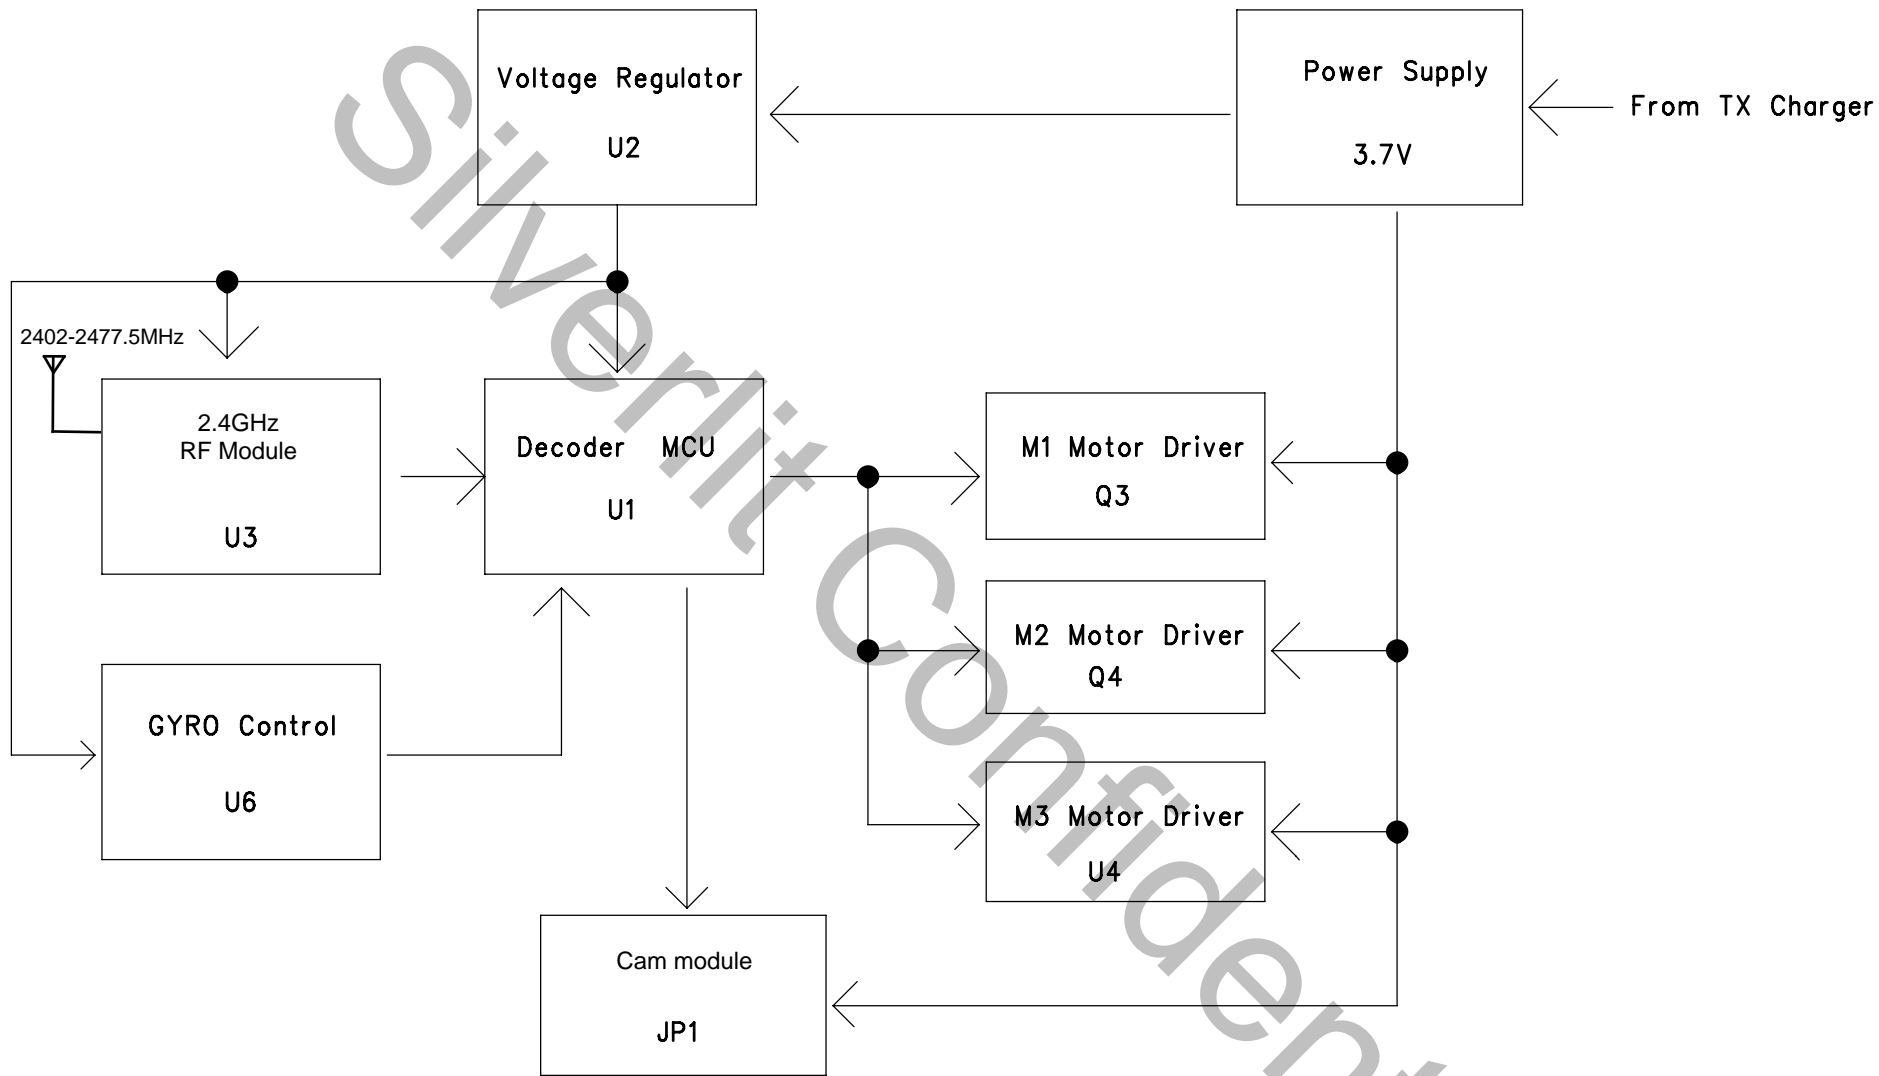 Voltage Regulator
U2
Power Supply
3.7V
From TX Charger
2402-2477.5MHz
2.4GHz
RF Module
U3
Decoder MCU
U1
M1 Motor Driver
Q3
M2 Motor Driver
Q4
GYRO Control
U6
M3 Motor Driver
U4
Cam module
JP1
Silverlit Confident